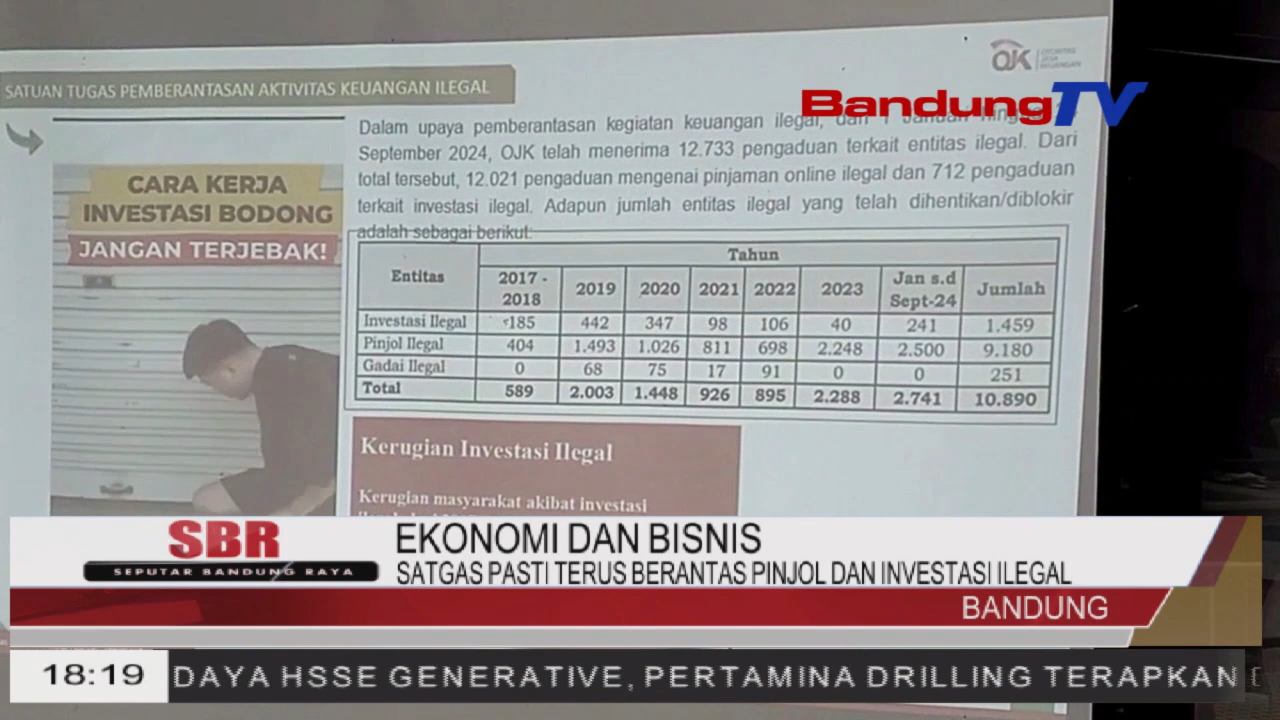 OJK OTORITAS JASA KEUANGAN
SATUAN TUGAS PEMBERANTASAN AKTIVITAS KEUANGAN ILEGAL
BandungTV
Dalam upaya pemberantasan kegiatan keuangan ilegal, dari 1 Januari hingga
September 2024, OJK telah menerima 12.733 pengaduan terkait entitas ilegal. Dari
total tersebut, 12.021 pengaduan mengenai pinjaman online ilegal dan 712 pengaduan
terkait investasi ilegal. Adapun jumlah entitas ilegal yang telah dihentikan/diblokir
adalah sebagai berikut:
CARA KERJA
INVESTASI BODONG
JANGAN TERJEBAK!
Entitas Tahun
2017 - 2018 2019 2020 2021 2022 2023 Jan s.d Sept-24 Jumlah
Investasi Ilegal 185 442 347 98 106 40 241 1.459
Pinjol Ilegal 404 1.493 1.026 811 698 2.248 2.500 9.180
Gadai Ilegal 0 68 75 17 91 0 0 251
Total 589 2.003 1.448 926 895 2.288 2.741 10.890
Kerugian Investasi Ilegal
Kerugian masyarakat akibat investasi
SBR
SEPUTAR BANDUNG RAYA
EKONOMI DAN BISNIS
SATGAS PASTI TERUS BERANTAS PINJOL DAN INVESTASI ILEGAL
BANDUNG
18:19 DAYA HSSE GENERATIVE, PERTAMINA DRILLING TERAPKAN